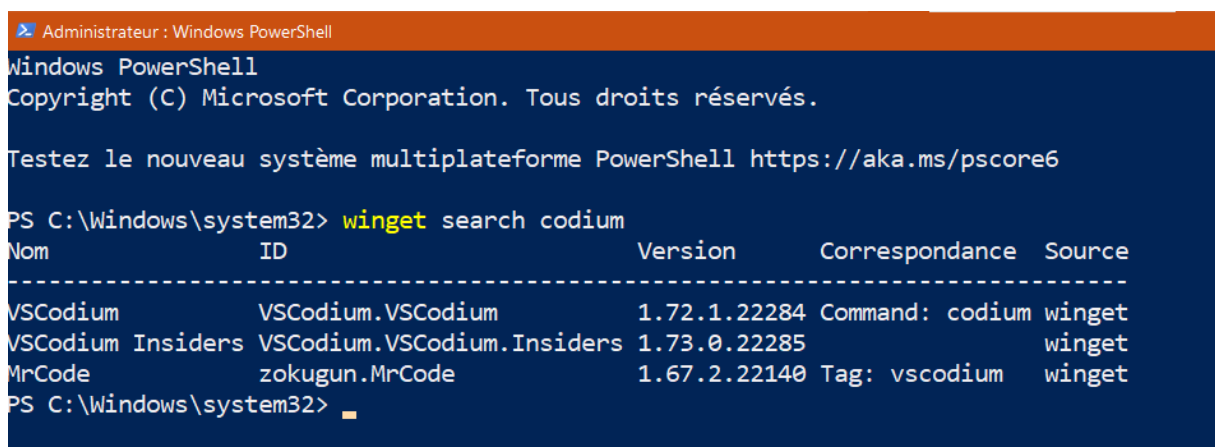 Administrateur : Windows PowerShell
Windows PowerShell
Copyright (C) Microsoft Corporation. Tous droits réservés.
Testez le nouveau système multiplateforme PowerShell https://aka.ms/pscore6
PS C:\Windows\system32> winget search codium
Nom ID Version Correspondance Source
--------------------------------------------------------------------------------
VSCodium VSCodium.VSCodium 1.72.1.22284 Command: codium winget
VSCodium Insiders VSCodium.VSCodium.Insiders 1.73.0.22285 winget
MrCode zokugun.MrCode 1.67.2.22140 Tag: vscodium winget
PS C:\Windows\system32>